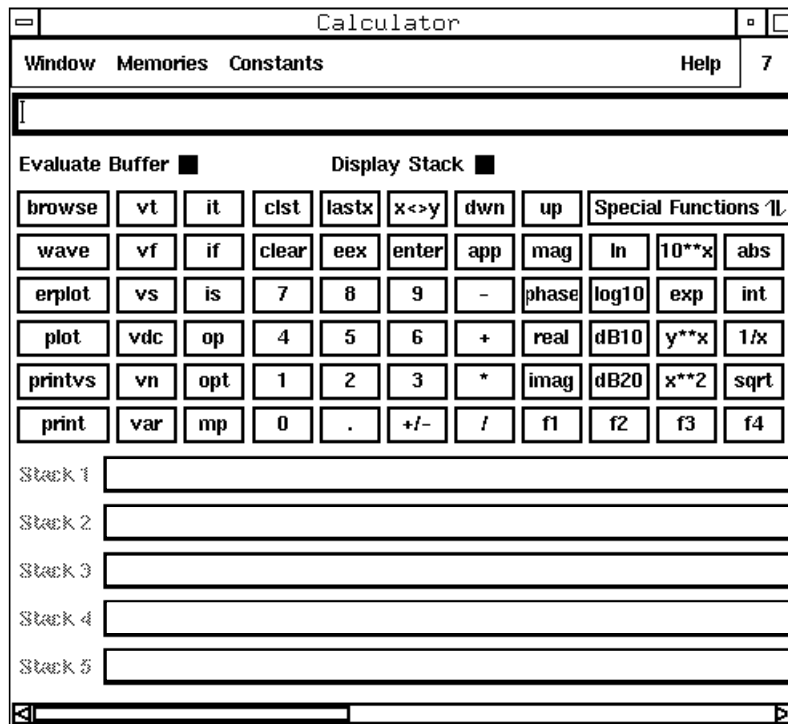 Calculator
Window Memories Constants Help 7
Evaluate Buffer Display Stack
browse vt it clst lastx x<>y dwn up Special Functions
wave vf if clear eex enter app mag ln 10**x abs
erplot vs is 7 8 9 - phase log10 exp int
plot vdc op 4 5 6 + real dB10 y**x 1/x
printvs vn opt 1 2 3 * imag dB20 x**2 sqrt
print var mp 0 . +/- / f1 f2 f3 f4
Stack 1
Stack 2
Stack 3
Stack 4
Stack 5